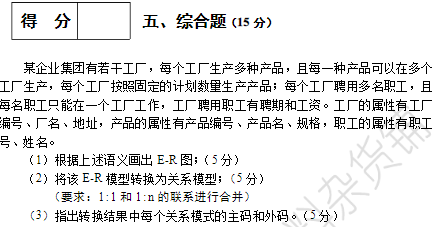 得 分
五、综合题(15 分)
某企业集团有若干工厂，每个工厂生产多种产品，且每一种产品可以在多个
工厂生产，每个工厂按照固定的计划数量生产产品；每个工厂聘用多名职工，且
每名职工只能在一个工厂工作，工厂聘用职工有聘期和工资。工厂的属性有工厂
编号、厂名、地址，产品的属性有产品编号、产品名、规格，职工的属性有职工
号、姓名。
（1）根据上述语义画出 E-R 图；（5 分）
（2）将该 E-R 模型转换为关系模型；（5 分）
（要求：1:1 和 1:n 的联系进行合并）
（3）指出转换结果中每个关系模式的主码和外码。（5 分）
杂货铺